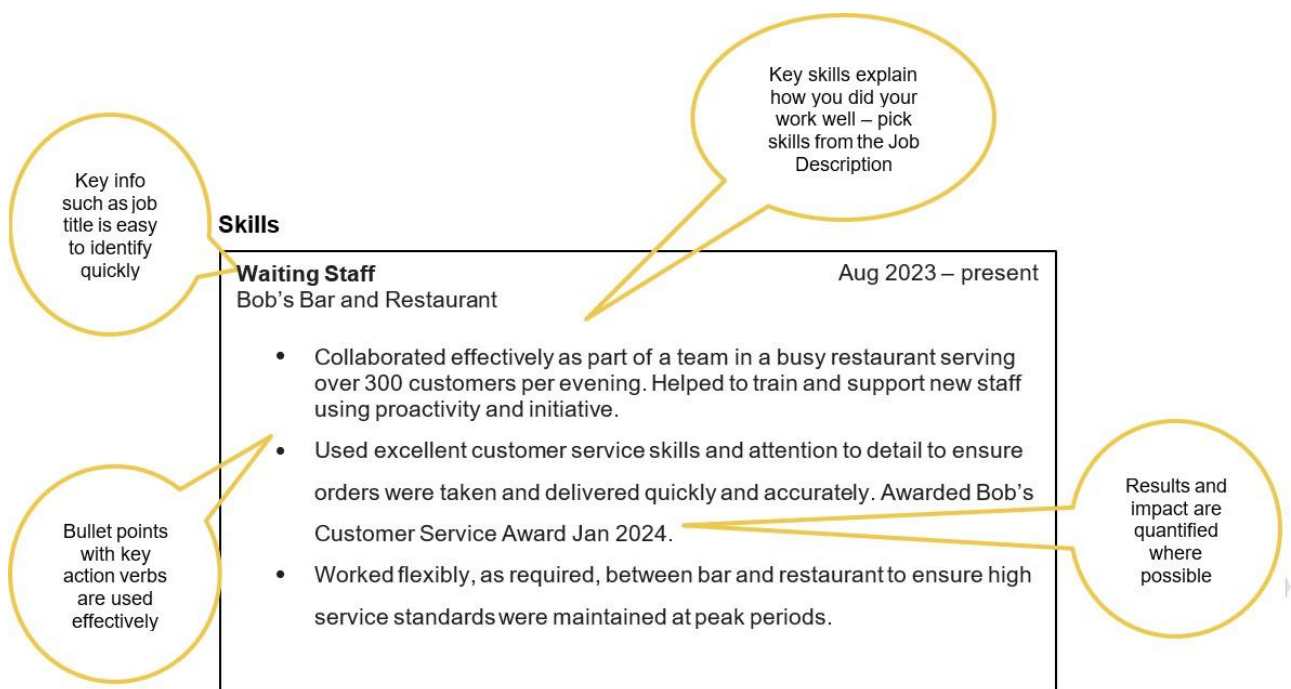 Key skills explain
how you did your
work well – pick
skills from the Job
Description
Key info
such as job
title is easy
to identify
quickly
Skills
Waiting Staff
Aug 2023 – present
Bob's Bar and Restaurant
• Collaborated effectively as part of a team in a busy restaurant serving
over 300 customers per evening. Helped to train and support new staff
using proactivity and initiative.
• Used excellent customer service skills and attention to detail to ensure
orders were taken and delivered quickly and accurately. Awarded Bob's
Customer Service Award Jan 2024.
• Worked flexibly, as required, between bar and restaurant to ensure high
service standards were maintained at peak periods.
Bullet points
with key
action verbs
are used
effectively
Results and
impact are
quantified
where
possible